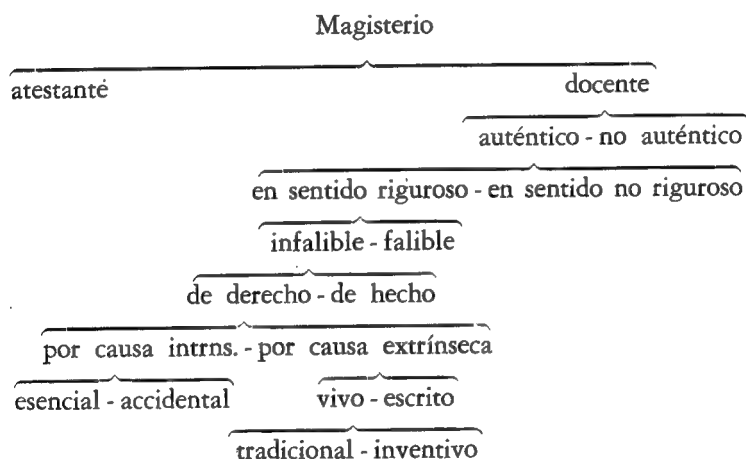 Magisterio
atestanté docente
auténtico - no auténtico
en sentido riguroso - en sentido no riguroso
infalible - falible
de derecho - de hecho
por causa intrns. - por causa extrínseca
esencial - accidental vivo - escrito
tradicional - inventivo